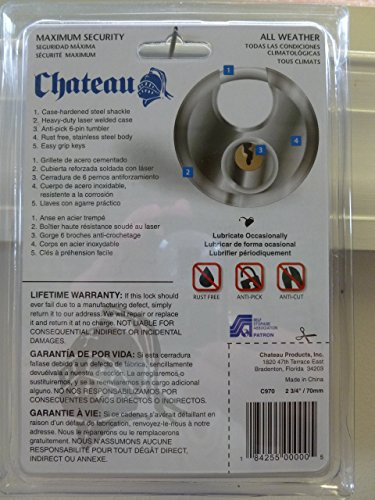 MAXIMUM SECURITY
SEGURIDAD MÁXIMA
SÉCURITÉ MAXIMUM
ALL WEATHER
TODAS LAS CONDICIONES
CLIMATOLÓGICAS
TOUS CLIMATS
Chateau
1. Case-hardened steel shackle
2. Heavy-duty laser welded case
3. Anti-pick 6-pin tumbler
4. Rust free, stainless steel body
5. Easy grip keys
1. Grillete de acero cementado
2. Cubierta reforzada soldada con láser
3. Cerradura de 6 pernos antiforzamiento
4. Cuerpo de acero inoxidable,
resistente a la corrosión
5. Llaves con agarre práctico
1. Anse en acier trempé
2. Boîtier haute résistance soudé au laser
3. Gorge 6 broches anti-crochetage
4. Corps en acier inoxydable
5. Clés à préhension facile
1
2
3
4
Lubricate Occasionally
Lubricar de forma ocasional
Lubrifier périodiquement
RUST FREE
ANTI-PICK
ANTI-CUT
LIFETIME WARRANTY: If this lock should
ever fail due to a manufacturing defect, simply
return it to our address. We will repair or replace
it and return it at no charge. NOT LIABLE FOR
CONSEQUENTIAL, INDIRECT OR INCIDENTAL
DAMAGES.
GARANTÍA DE POR VIDA: Si esta cerradura
fallase debido a un defecto de fábrica, sencillamente
devuélvala a nuestra dirección. La arreglaremos o
sustituiremos, y se la reenviaremos sin cargo adicional
alguno. NO NOS RESPONSABILIZAMOS POR
CONSECUENTES DAÑOS DIRECTOS O INDIRECTOS
GARANTIE À VIE: Si ce cadenas s'avérait défaillant en
raison d'un défaut de fabrication, renvoyez-le à notre
adresse. Nous le réparerons ou le remplacerons
gratuitement. NOUS N'ASSUMONS AUCUNE
RESPONSABILITÉ POUR TOUT DÉGÂT DIRECT,
INDIRECT OU ANNEXE.
SELF
STORAGE
ASSOCIATION
PATRON
Chateau Products, Inc.
1820 47th Terrace East
Bradenton, Florida 34203
Made in China
C970
2 3/4" / 70mm
1
84255 00000
5